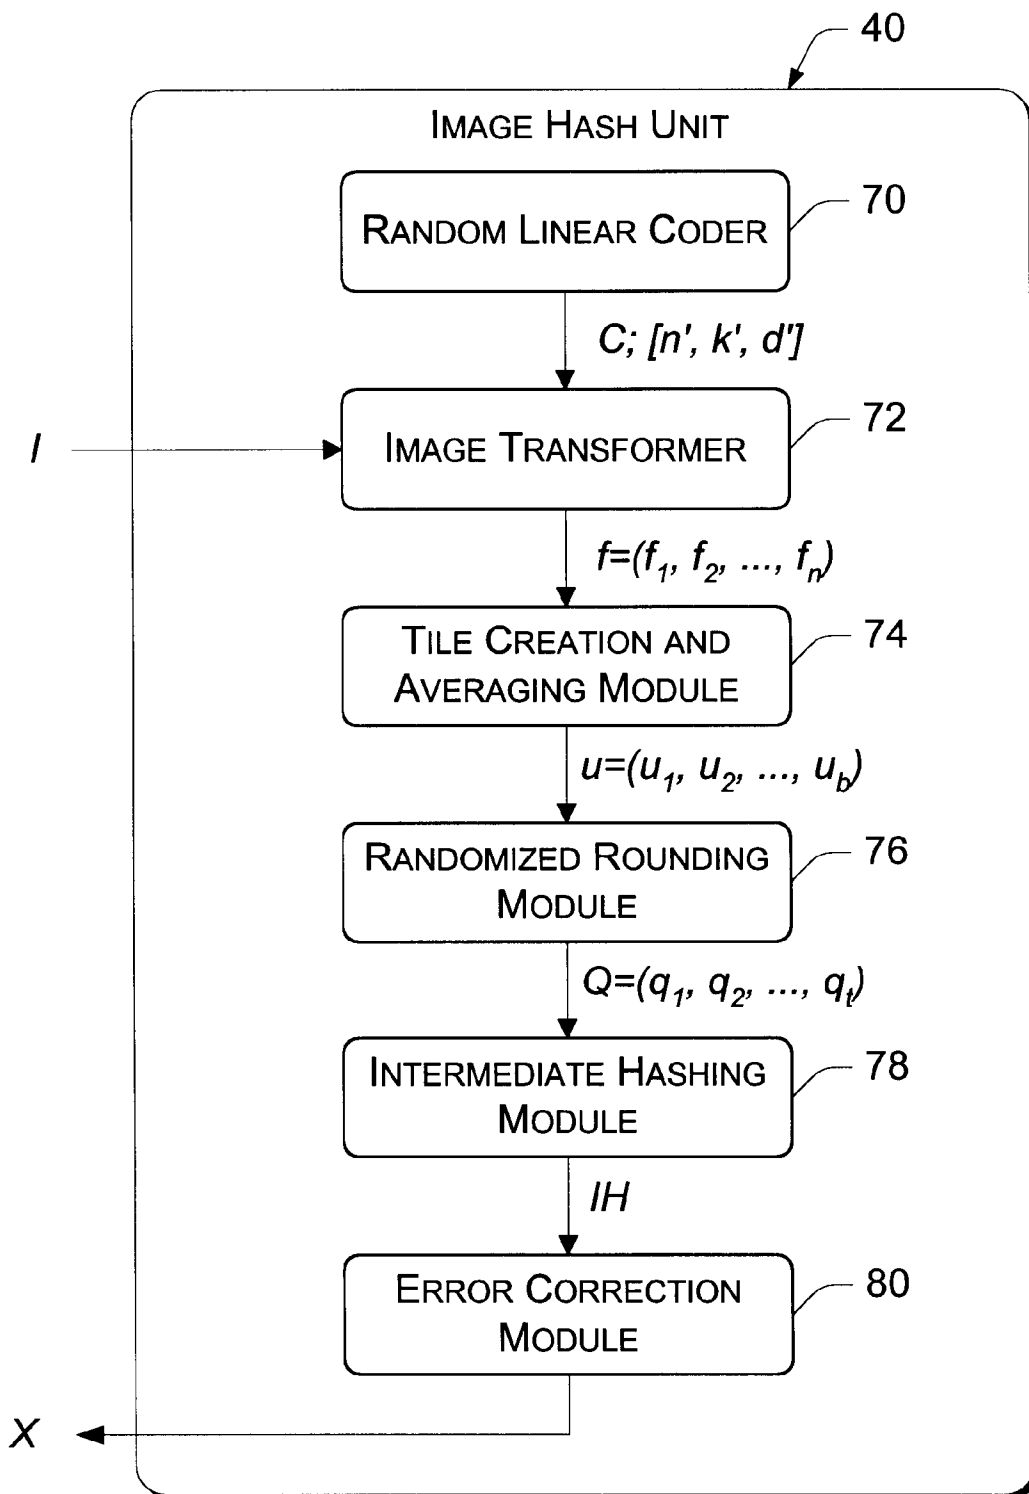 40
IMAGE HASH UNIT
70
RANDOM LINEAR CODER
C; [n', k', d']
72
I
IMAGE TRANSFORMER
f=(f1, f2, ..., fn)
74
TILE CREATION AND
AVERAGING MODULE
u=(u1, u2, ..., ub)
76
RANDOMIZED ROUNDING
MODULE
Q=(q1, q2, ..., qt)
78
INTERMEDIATE HASHING
MODULE
IH
80
ERROR CORRECTION
MODULE
X